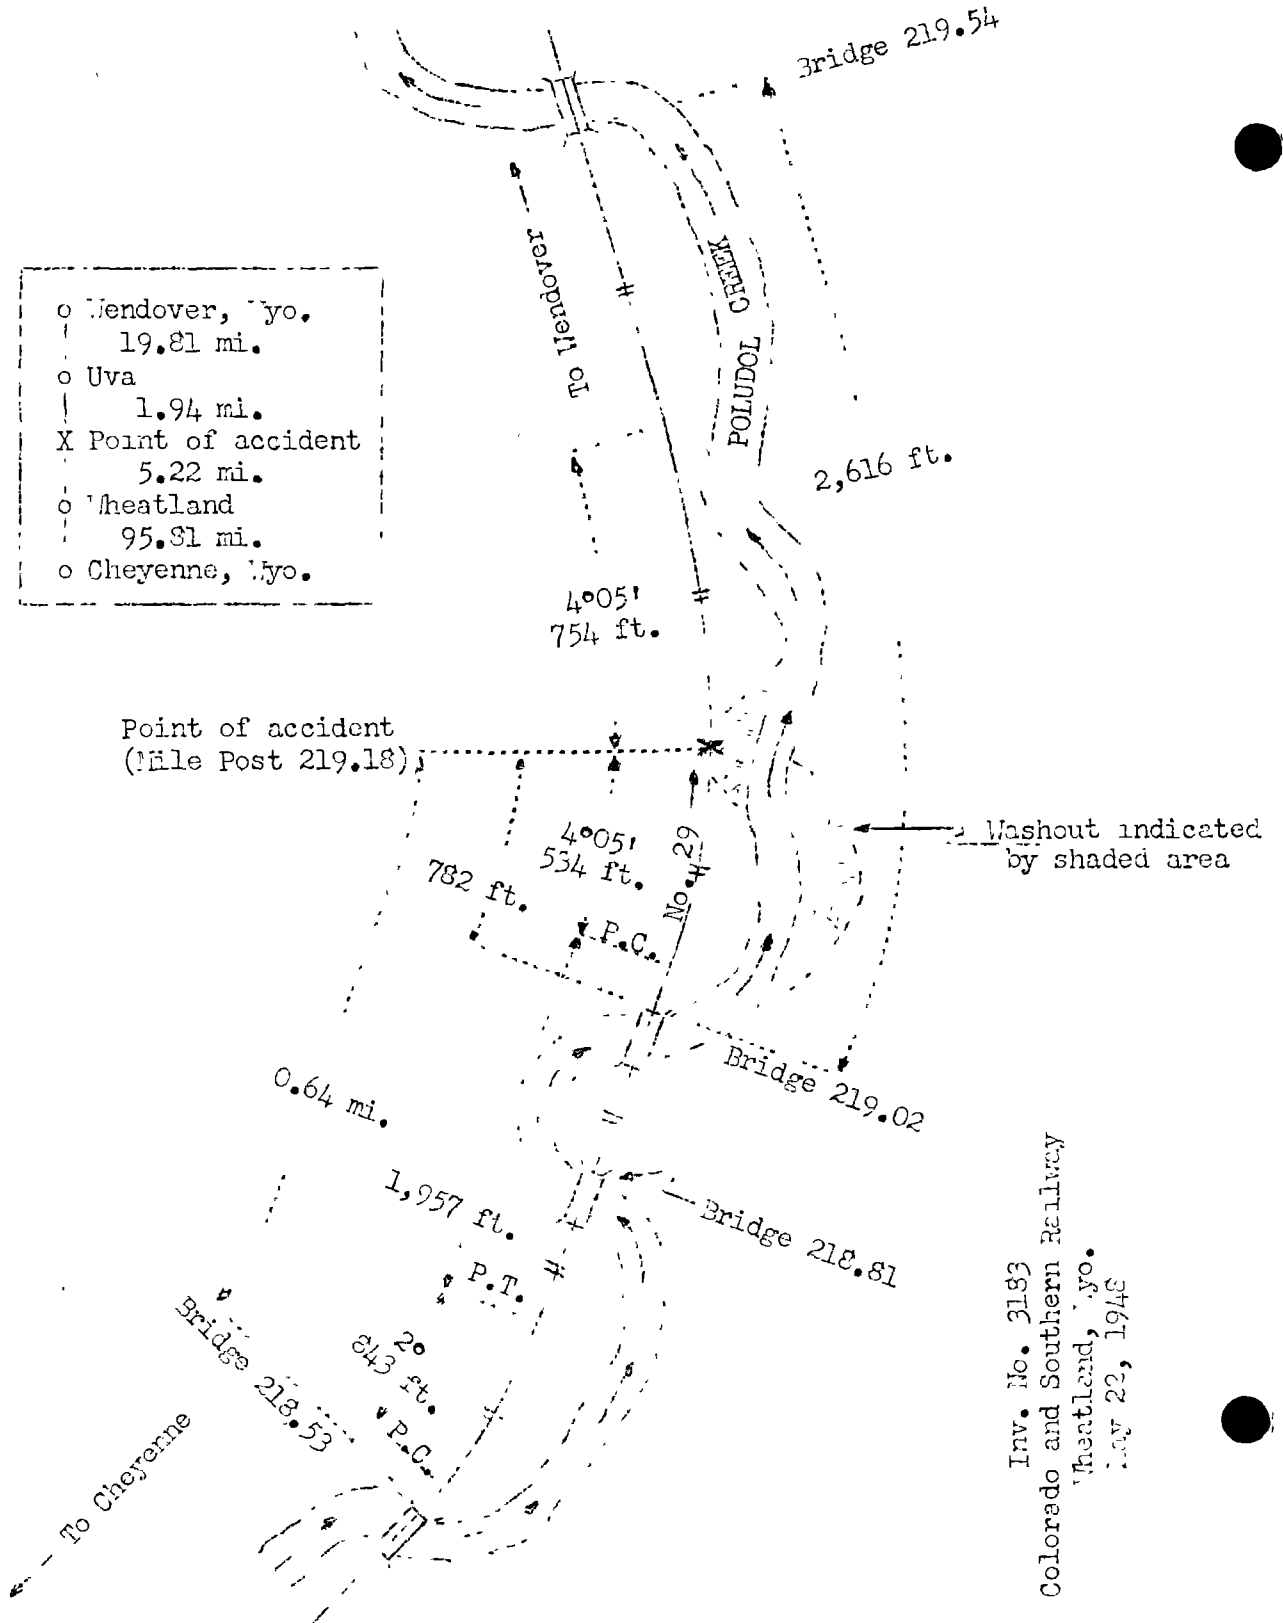 Bridge 219.54
To Wendover
POLUDOL CREEK
o Wendover, Wyo.
19.81 mi.
o Uva
1.94 mi.
X Point of accident
5.22 mi.
o Wheatland
95.81 mi.
o Cheyenne, Wyo.
2,616 ft.
4°05'
754 ft.
Point of accident
(Mile Post 219.18)
4°05'
534 ft.
782 ft.
No. 29
P.C.
Washout indicated
by shaded area
Bridge 219.02
0.64 mi.
1,957 ft.
Bridge 218.81
P.T.
2°
843 ft.
P.C.
Bridge 218.53
To Cheyenne
Inv. No. 3183
Colorado and Southern Railway
Wheatland, Wyo.
May 22, 1948